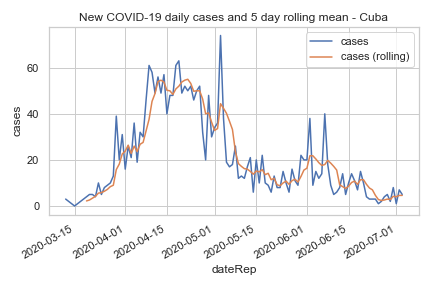 New COVID-19 daily cases and 5 day rolling mean - Cuba
cases
cases (rolling)
cases
60
40
20
0
2020-03-15
2020-04-01
2020-04-15
2020-05-01
2020-05-15
2020-06-01
2020-06-15
2020-07-01
dateRep